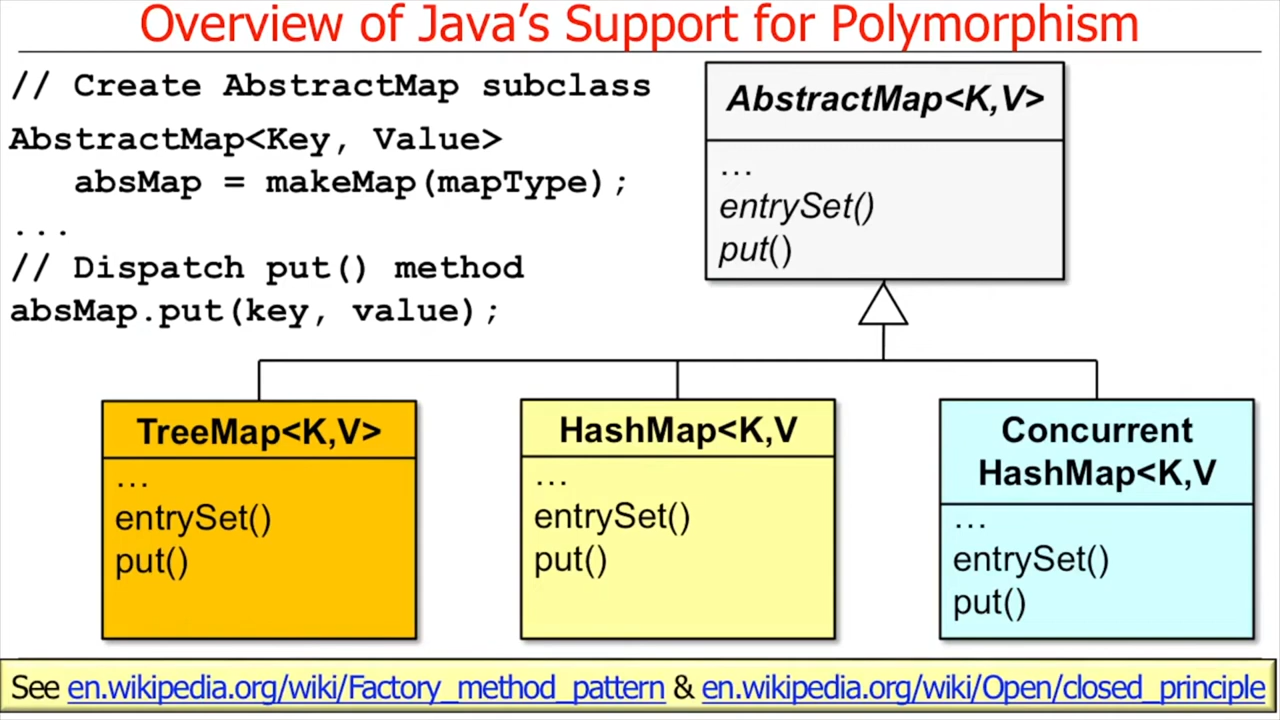 Overview of Java's Support for Polymorphism
// Create AbstractMap subclass
AbstractMap<Key, Value>
absMap = makeMap(mapType);
...
// Dispatch put() method
absMap.put(key, value);
AbstractMap<K,V>
...
entrySet()
put()
TreeMap<K,V>
...
entrySet()
put()
HashMap<K,V
...
entrySet()
put()
Concurrent
HashMap<K,V
...
entrySet()
put()
See en.wikipedia.org/wiki/Factory_method_pattern & en.wikipedia.org/wiki/Open/closed_principle